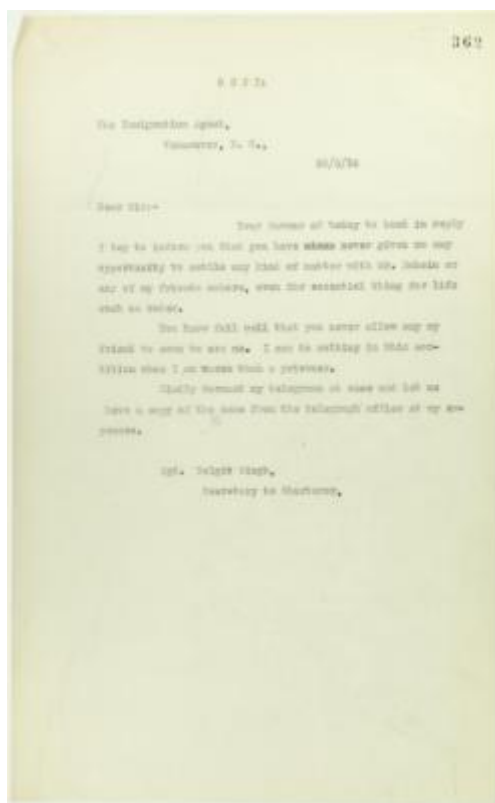 362
COPY.
The Immigration Agent,
Vancouver, B. C.,
Dear Sir:-
Your favour of today to hand in reply
I beg to inform you that you have never given me any
opportunity to settle any kind of matter with Mr. Rahim or
any of my friends ashore, even for essential thing for life
such as water.
You know full well that you never allow any my
friend to come to see me. I can do nothing in this con-
dition when I am worse than a prisoner.
Kindly forward my telegrams at once and let me
have a copy of the same from the telegraph office at my ex-
pense.
Sgd. Daljit Singh,
Secretary to Charterer.